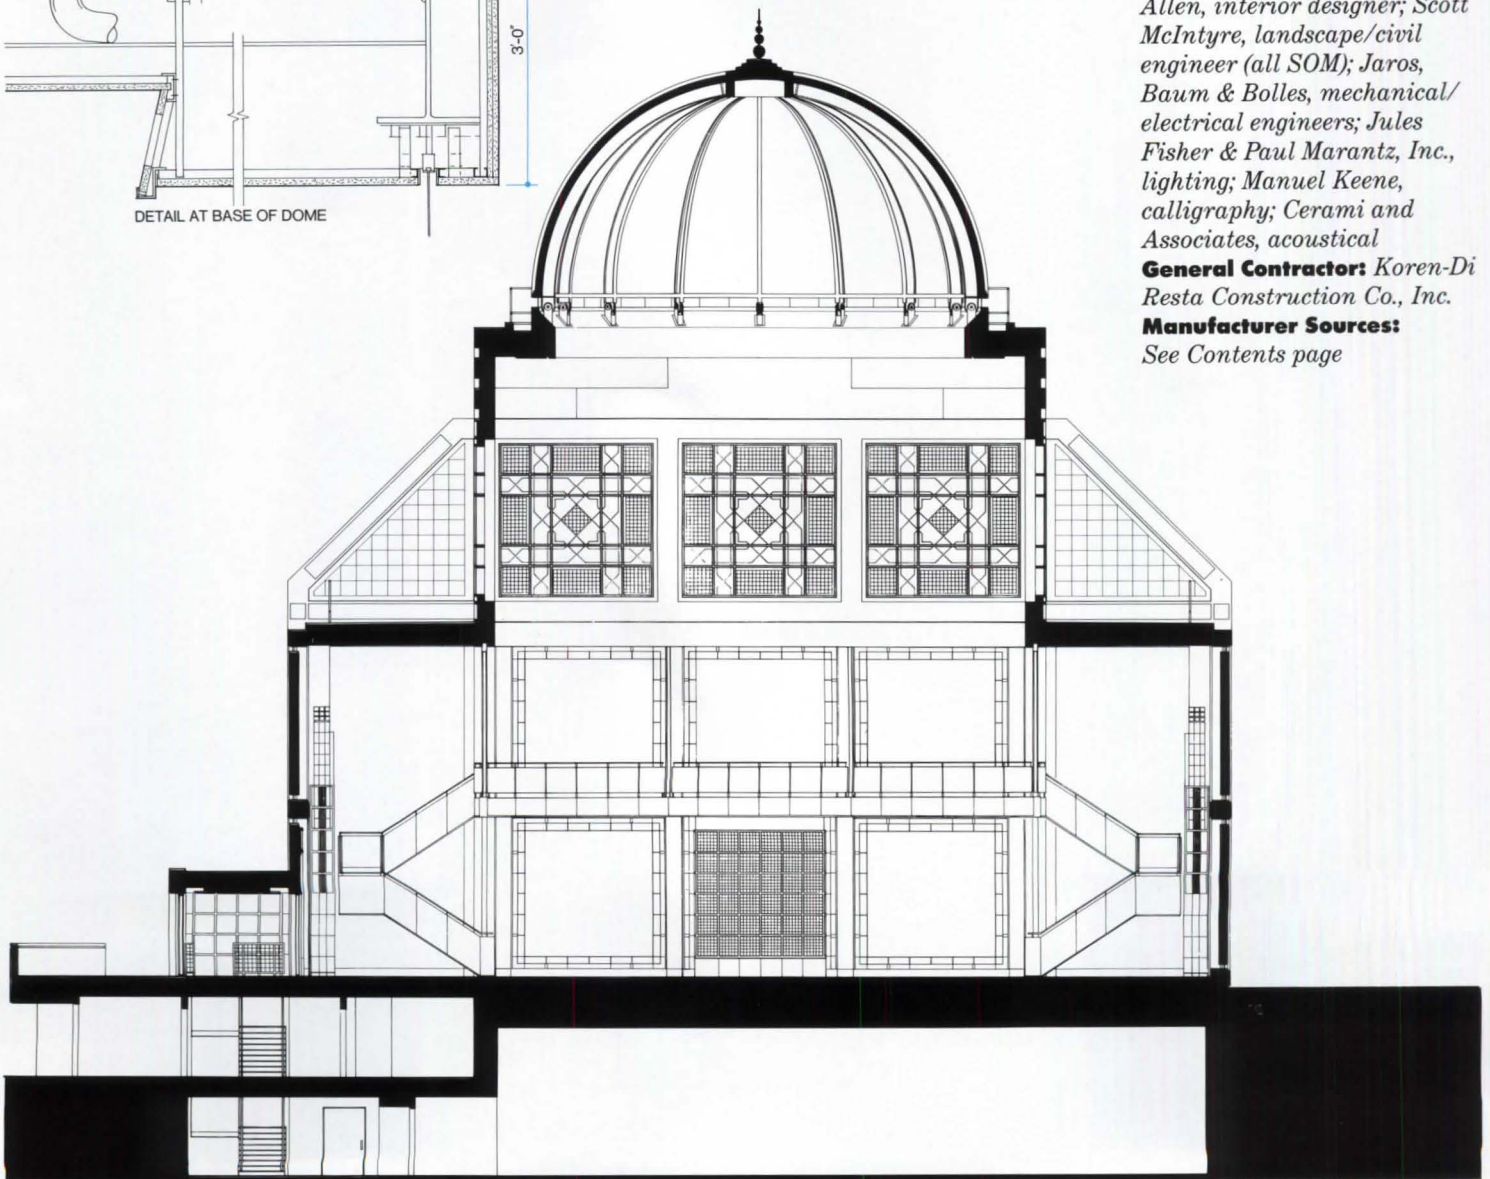 3'-0"
DETAIL AT BASE OF DOME
Allen, interior designer; Scott
McIntyre, landscape/civil
engineer (all SOM); Jaros,
Baum & Bolles, mechanical/
electrical engineers; Jules
Fisher & Paul Marantz, Inc.,
lighting; Manuel Keene,
calligraphy; Cerami and
Associates, acoustical
General Contractor: Koren-Di
Resta Construction Co., Inc.
Manufacturer Sources:
See Contents page